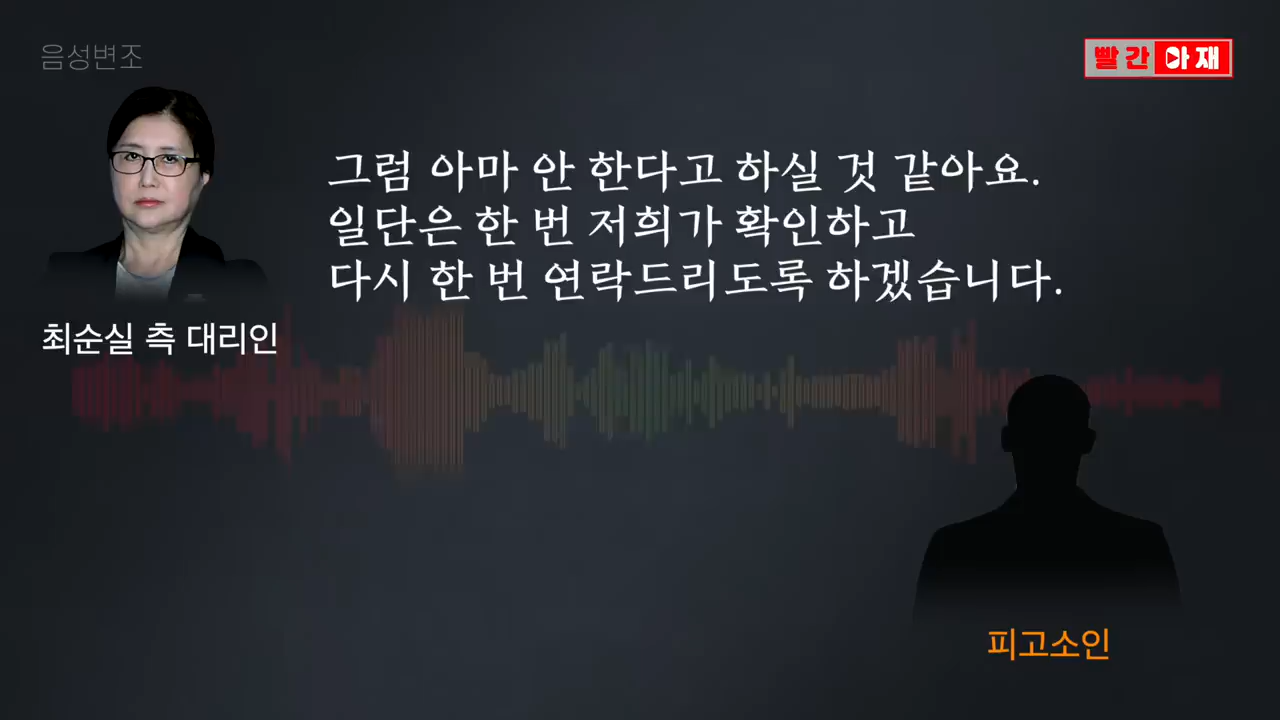 음성변조
빨간아재
그럼 아마 안 한다고 하실 것 같아요.
일단은 한 번 저희가 확인하고
다시 한 번 연락드리도록 하겠습니다.
최순실 측 대리인
피고소인